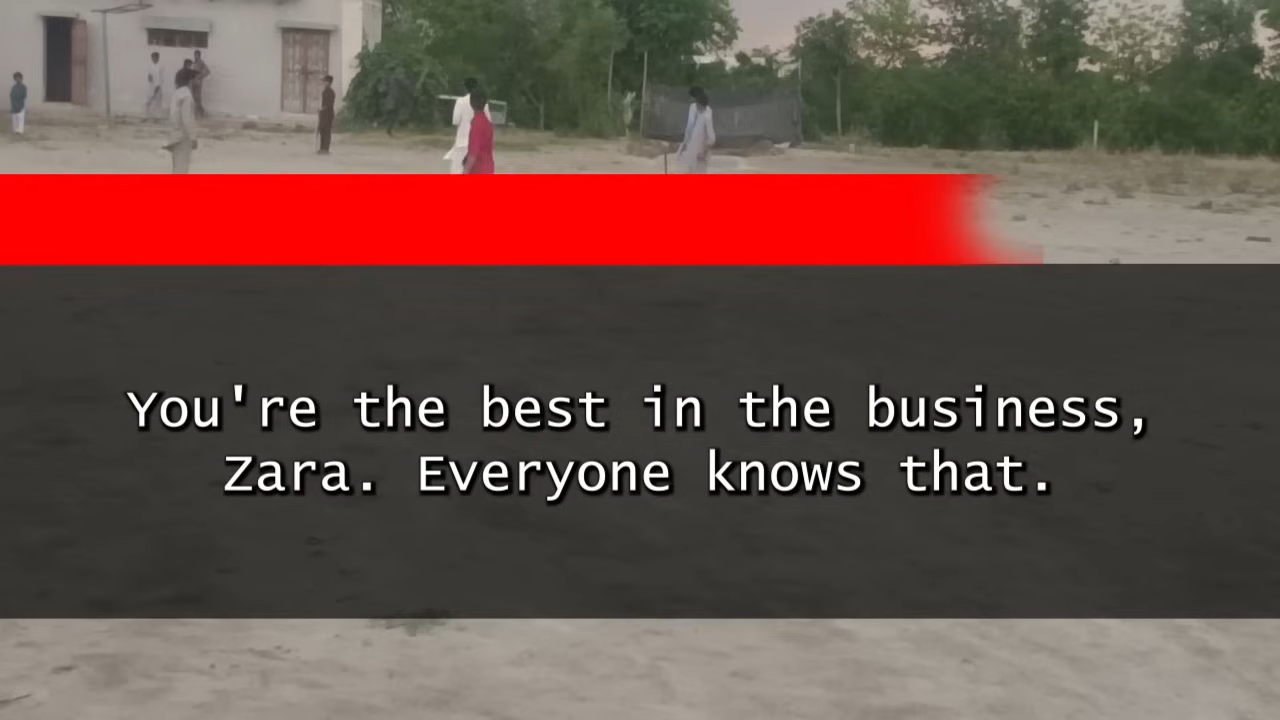 You're the best in the business,
Zara. Everyone knows that.